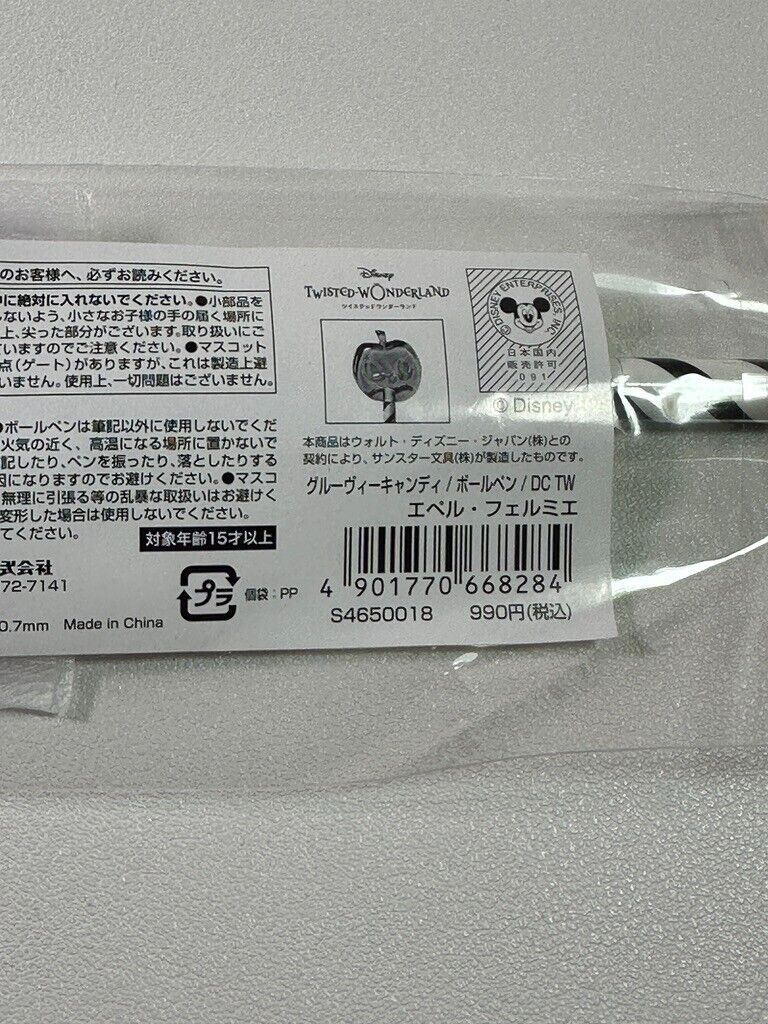 のお客様へ、必ずお読みください。
に絶対に入れないでください。●小部品を
しないよう、小さなお子様の手の届く場所に
上、尖った部分がございます。取り扱いにご
ていますのでご注意ください。●マスコット
点(ゲート)がありますが、これは製造上避
いません。使用上、一切問題はございません。
●ボールペンは筆記以外に使用しないでくだ
火気の近く、高温になる場所に置かないで
記したり、ペンを振ったり、落としたりする
因になりますのでお避けください。●マスコ
無理に引張る等の乱暴な取扱いはお避けく
変形した場合は使用しないでください。
てください。
対象年齢15才以上
式会社
72-7141
プラ
個袋:PP
0.7mm Made in China
Disney
TWISTED-WONDERLAND
ツイステッドワンダーランド
©DISNEY ENTERPRISES, INC.
日本国内
販売許可
091
©Disney
本商品はウォルト・ディズニー・ジャパン(株)との
契約により、サンスター文具(株)が製造したものです。
グルーヴィーキャンディ/ボールペン/DC TW
エペル・フェルミエ
4 901770 668284
S4650018 990円(税込)